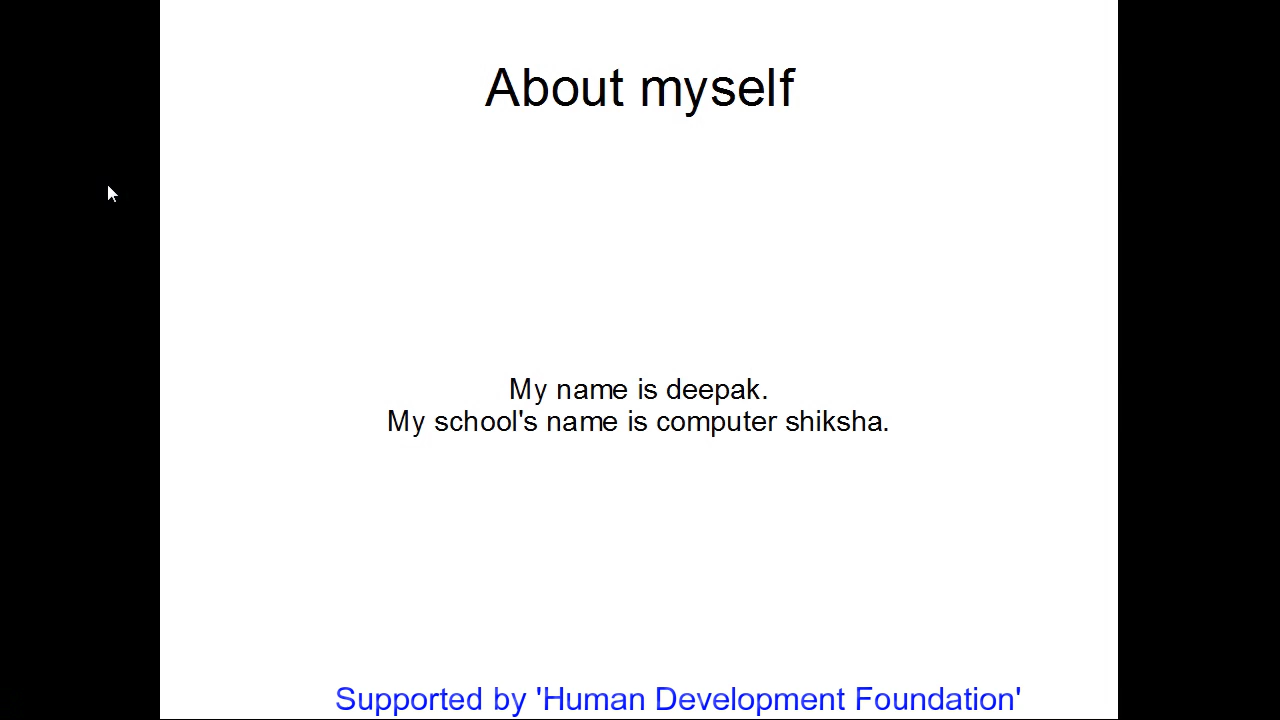 About myself
My name is deepak.
My school's name is computer shiksha.
Supported by 'Human Development Foundation'